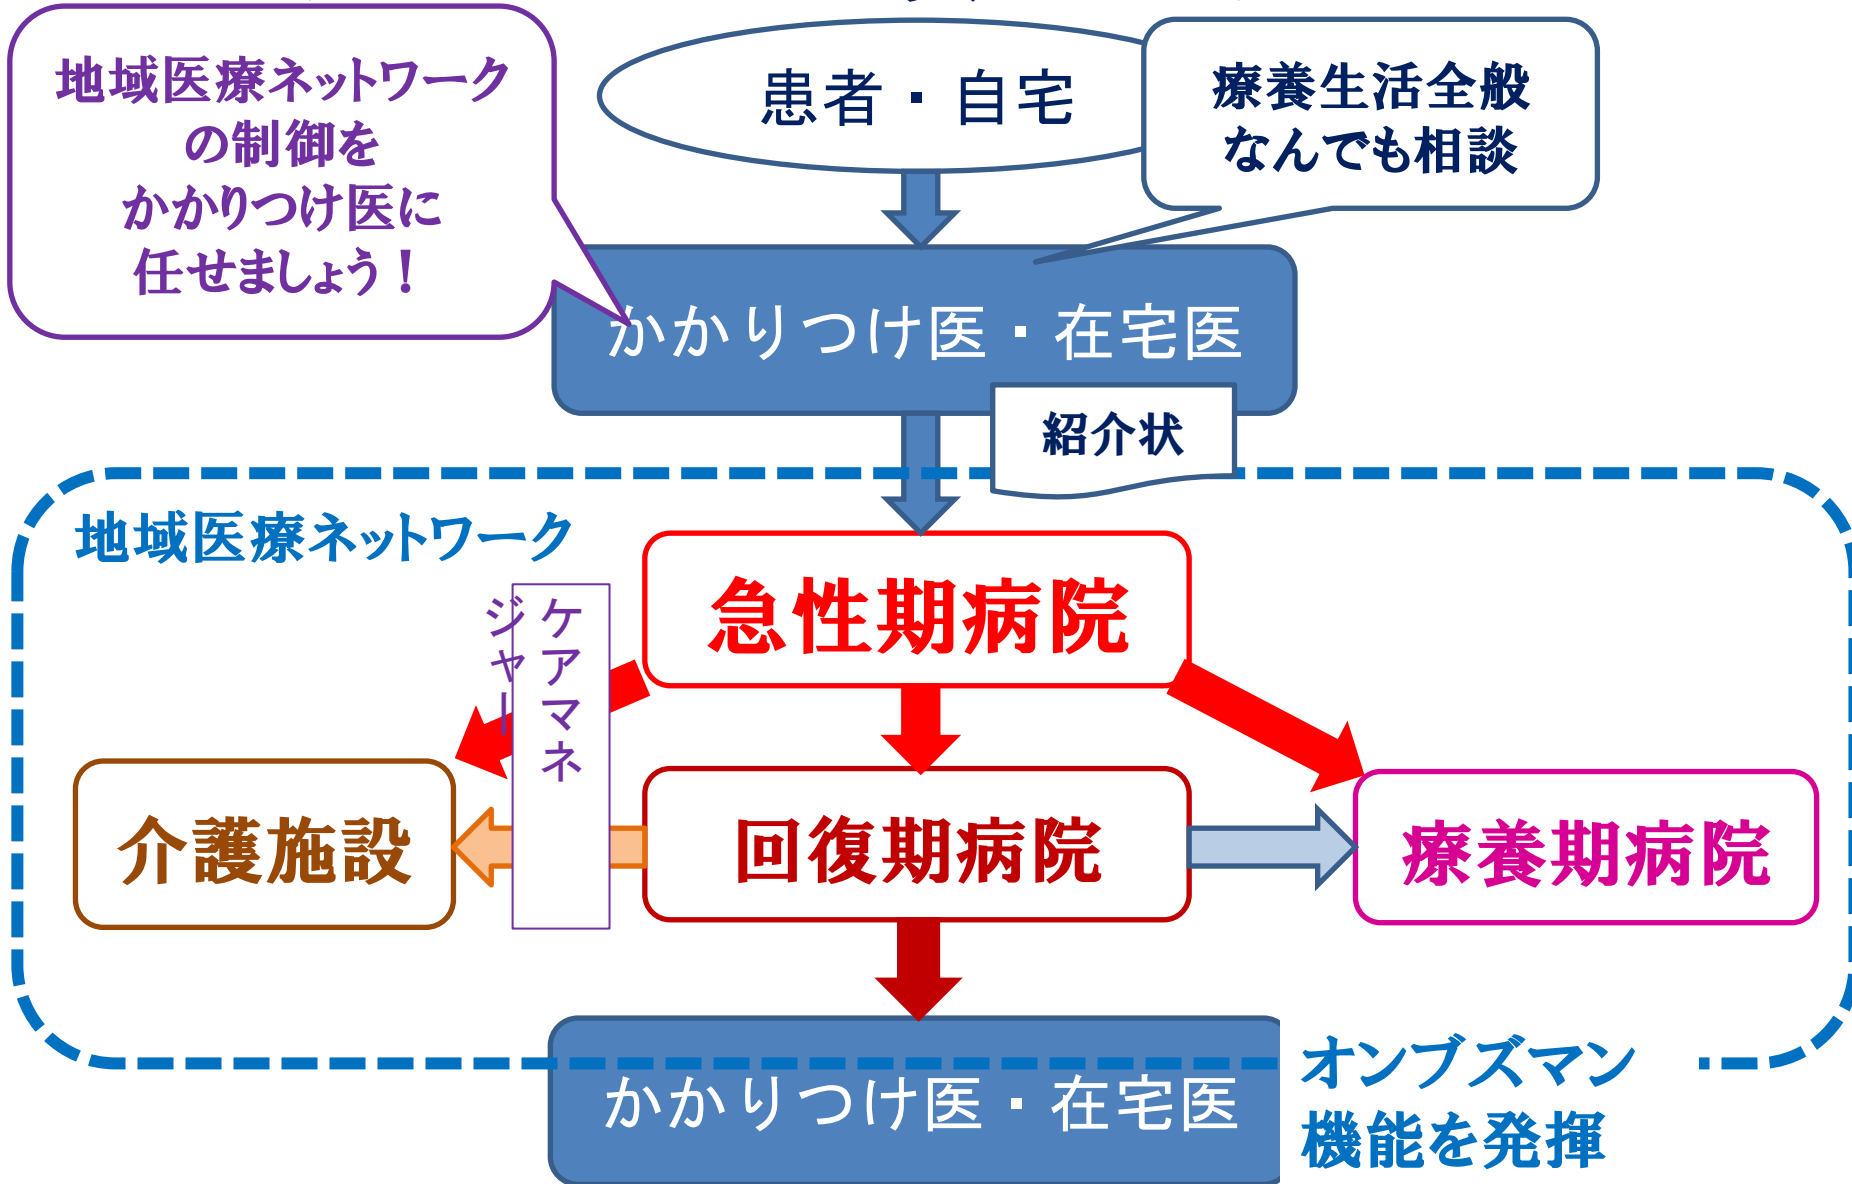 地域医療ネットワーク
の制御を
かかりつけ医に
任せましょう！
患者・自宅
療養生活全般
なんでも相談
かかりつけ医・在宅医
紹介状
地域医療ネットワーク
急性期病院
ケアマネ
ジャー
介護施設
回復期病院
療養期病院
かかりつけ医・在宅医
オンブズマン
機能を発揮